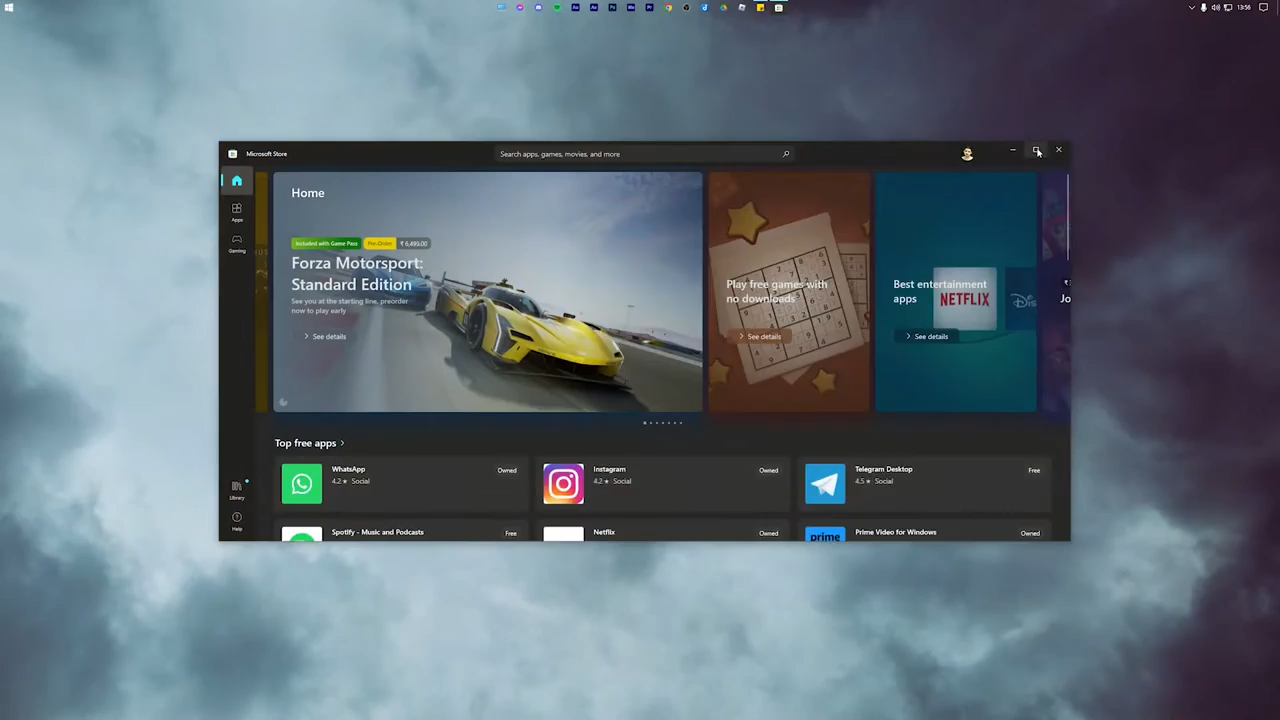 13:56
Microsoft Store
Search apps, games, movies, and more
Home
Included with Game Pass
Pre-Order
₹ 6,499.00
Forza Motorsport:
Standard Edition
See you at the starting line, preorder
now to play early
See details
Play free games with
no downloads
See details
Best entertainment
apps
NETFLIX
See details
Jo
Apps
Gaming
Library
Help
Top free apps
WhatsApp
Owned
4.2 ★ Social
Instagram
Owned
4.2 ★ Social
Telegram Desktop
Free
4.5 ★ Social
Spotify - Music and Podcasts
Free
Netflix
Owned
prime
Prime Video for Windows
Owned